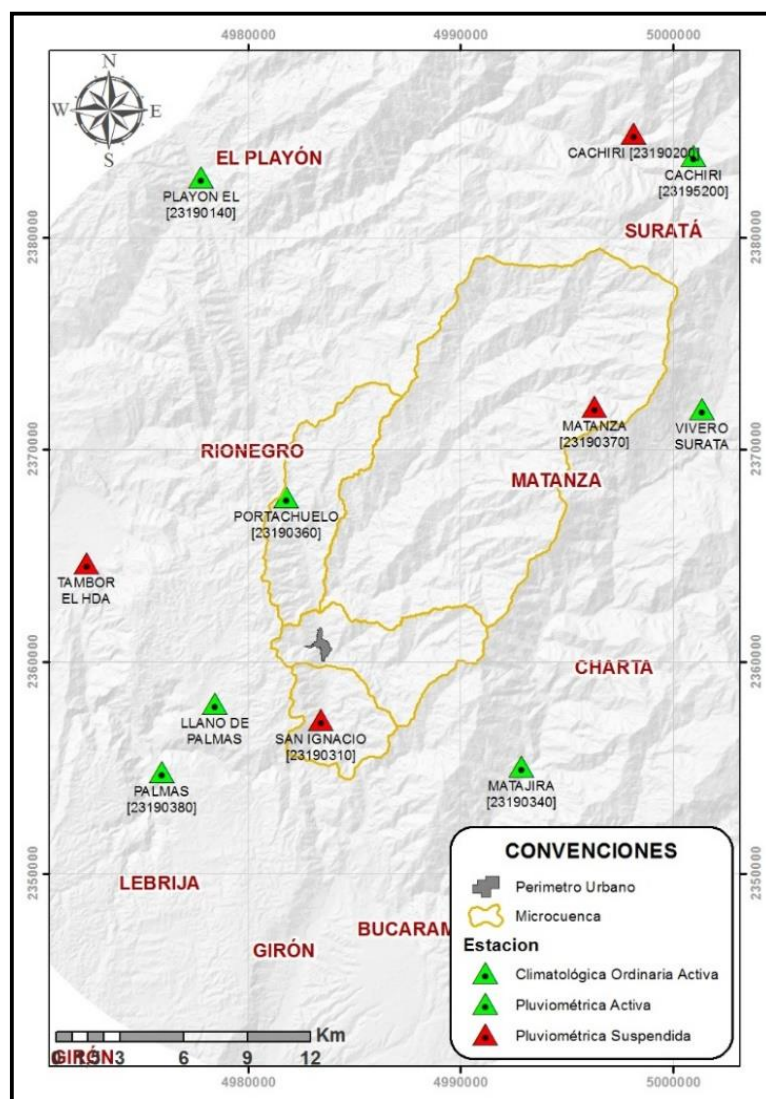 4980000
4990000
5000000
N
W
E
S
EL PLAYÓN
PLAYON EL
[23190140]
CACHIRI [23190200]
CACHIRI
[23195200]
SURATÁ
2380000
2380000
MATANZA
[23190370]
VIVERO
SURATA
2370000
2370000
RIONEGRO
MATANZA
PORTACHUELO
[23190360]
TAMBOR
EL HDA
2360000
2360000
CHARTA
LLANO DE
PALMAS
SAN IGNACIO
[23190310]
PALMAS
[23190380]
MATAJIRA
[23190340]
2350000
2350000
LEBRIJA
GIRÓN
BUCARAM
CONVENCIONES
Perimetro Urbano
Microcuenca
Estacion
Climatológica Ordinaria Activa
Pluviométrica Activa
Pluviométrica Suspendida
Km
3 6 9 12
GIRÓN
4980000
4990000
5000000